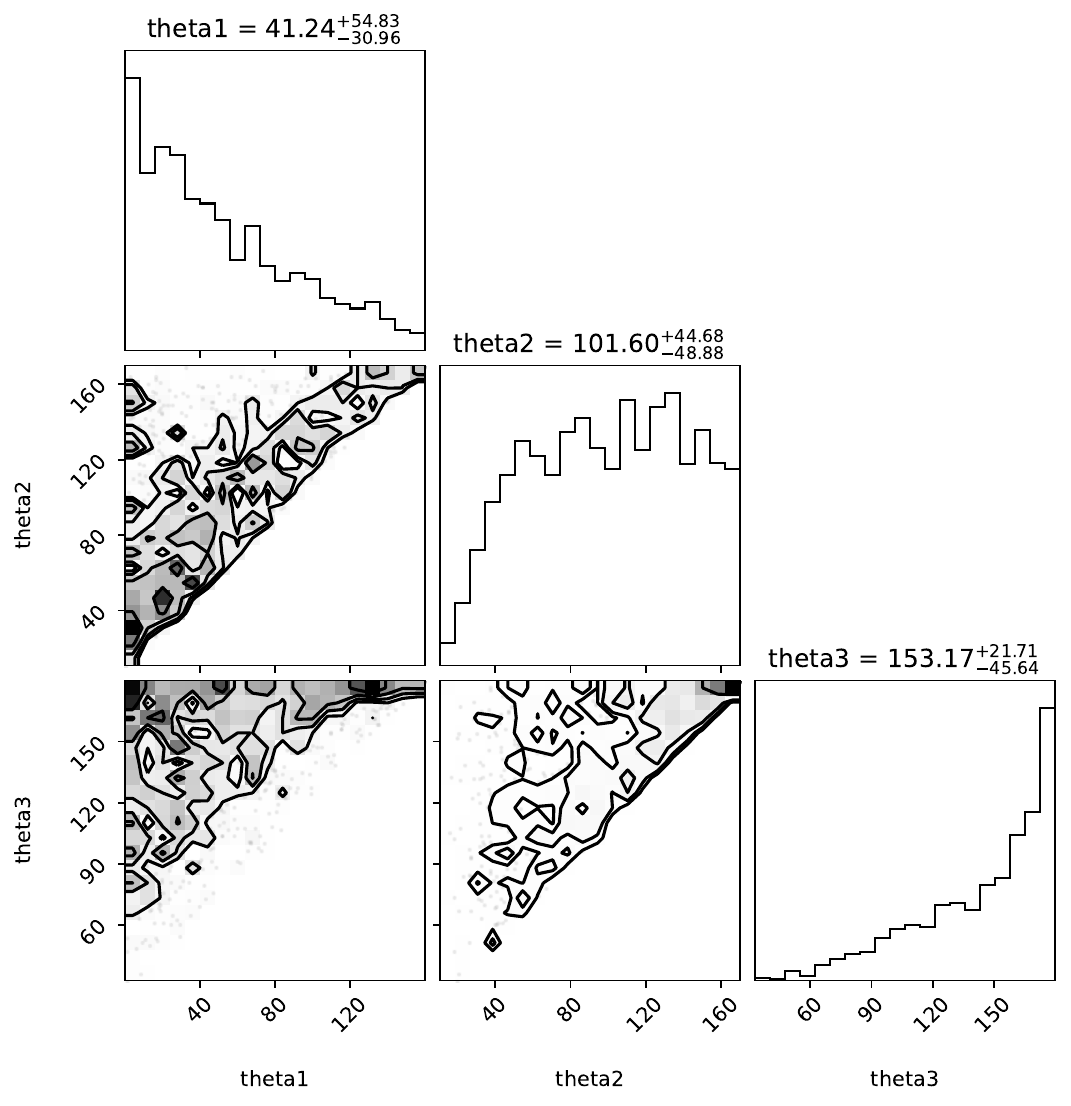 theta1 = 41.24+54.83−30.96
theta2 = 101.60+44.68−48.88
theta3 = 153.17+21.71−45.64
160
120
80
40
theta2
150
120
90
60
theta3
40 80 120
40 80 120 160
60 90 120 150
theta1 theta2 theta3